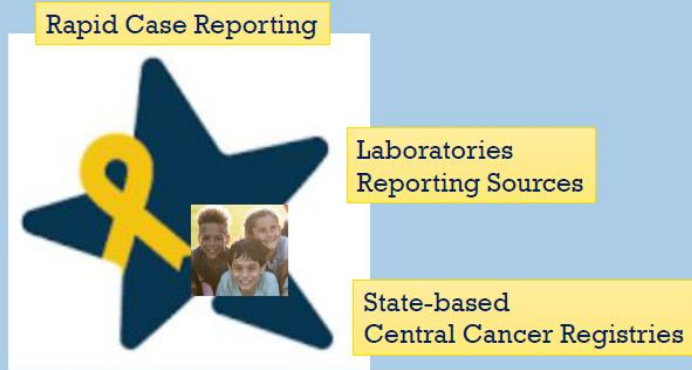 Rapid Case Reporting
Laboratories
Reporting Sources
State-based
Central Cancer Registries